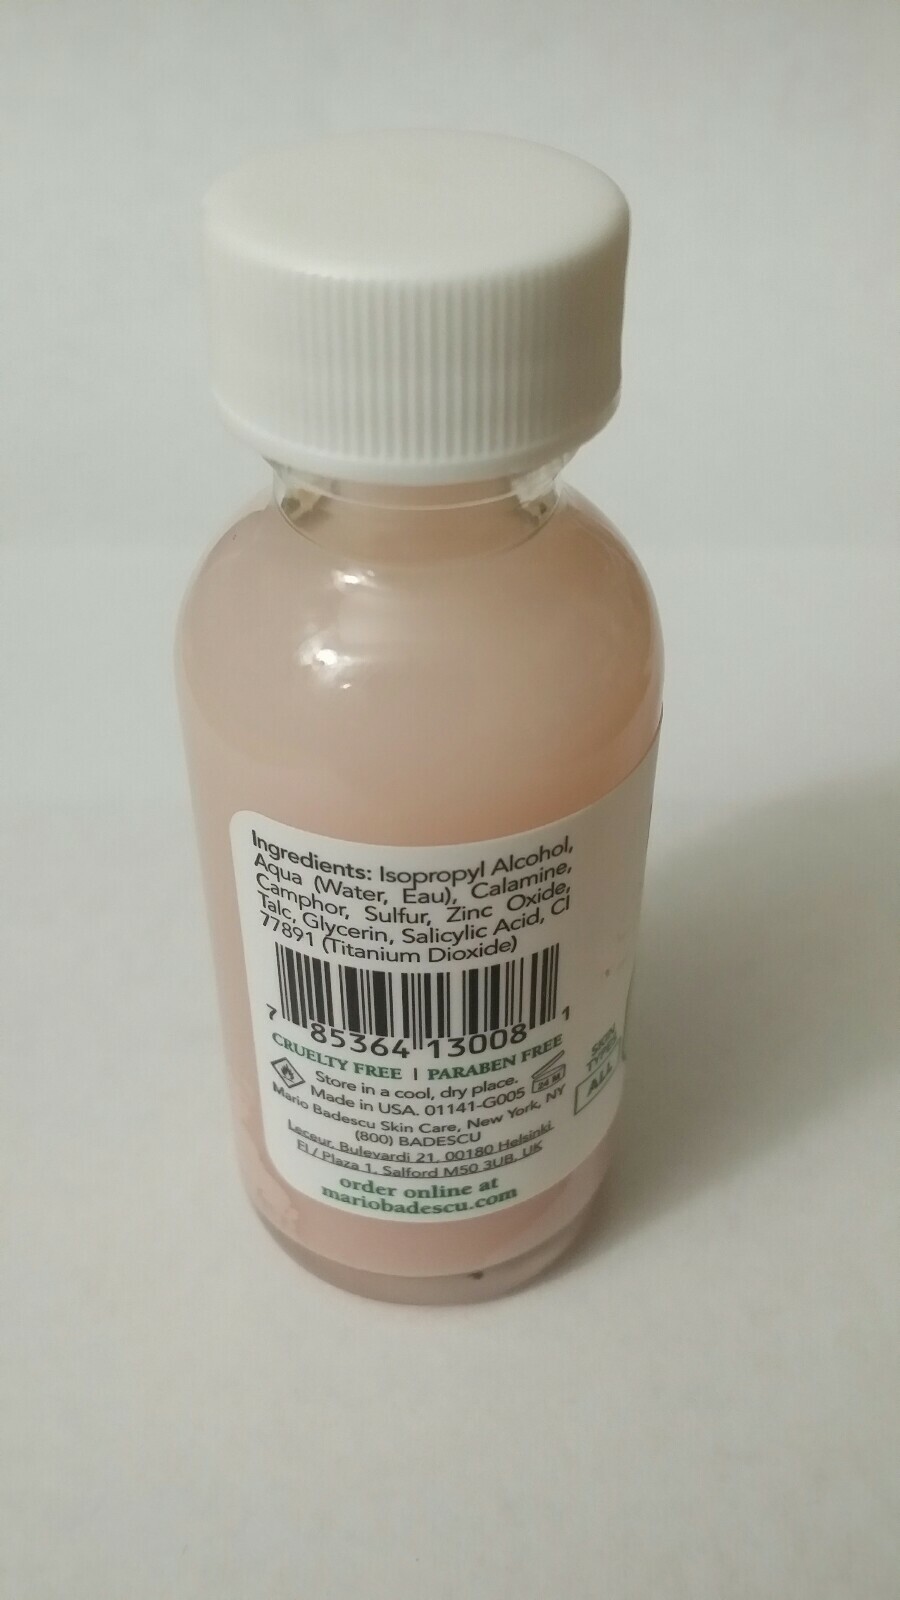 Ingredients: Isopropyl Alcohol,
Aqua (Water, Eau), Calamine,
Camphor, Sulfur, Zinc Oxide,
Talc, Glycerin, Salicylic Acid, CI
77891 (Titanium Dioxide)
7 85364 13008 1
CRUELTY FREE | PARABEN FREE
Store in a cool, dry place.
24 M
Made in USA. 01141-G005
Mario Badescu Skin Care, New York, NY
(800) BADESCU
Leceur, Bulevardi 21, 00180 Helsinki,
FI / Plaza 1, Salford M50 3UB, UK
order online at
mariobadescu.com
SKIN
TYPES
ALL